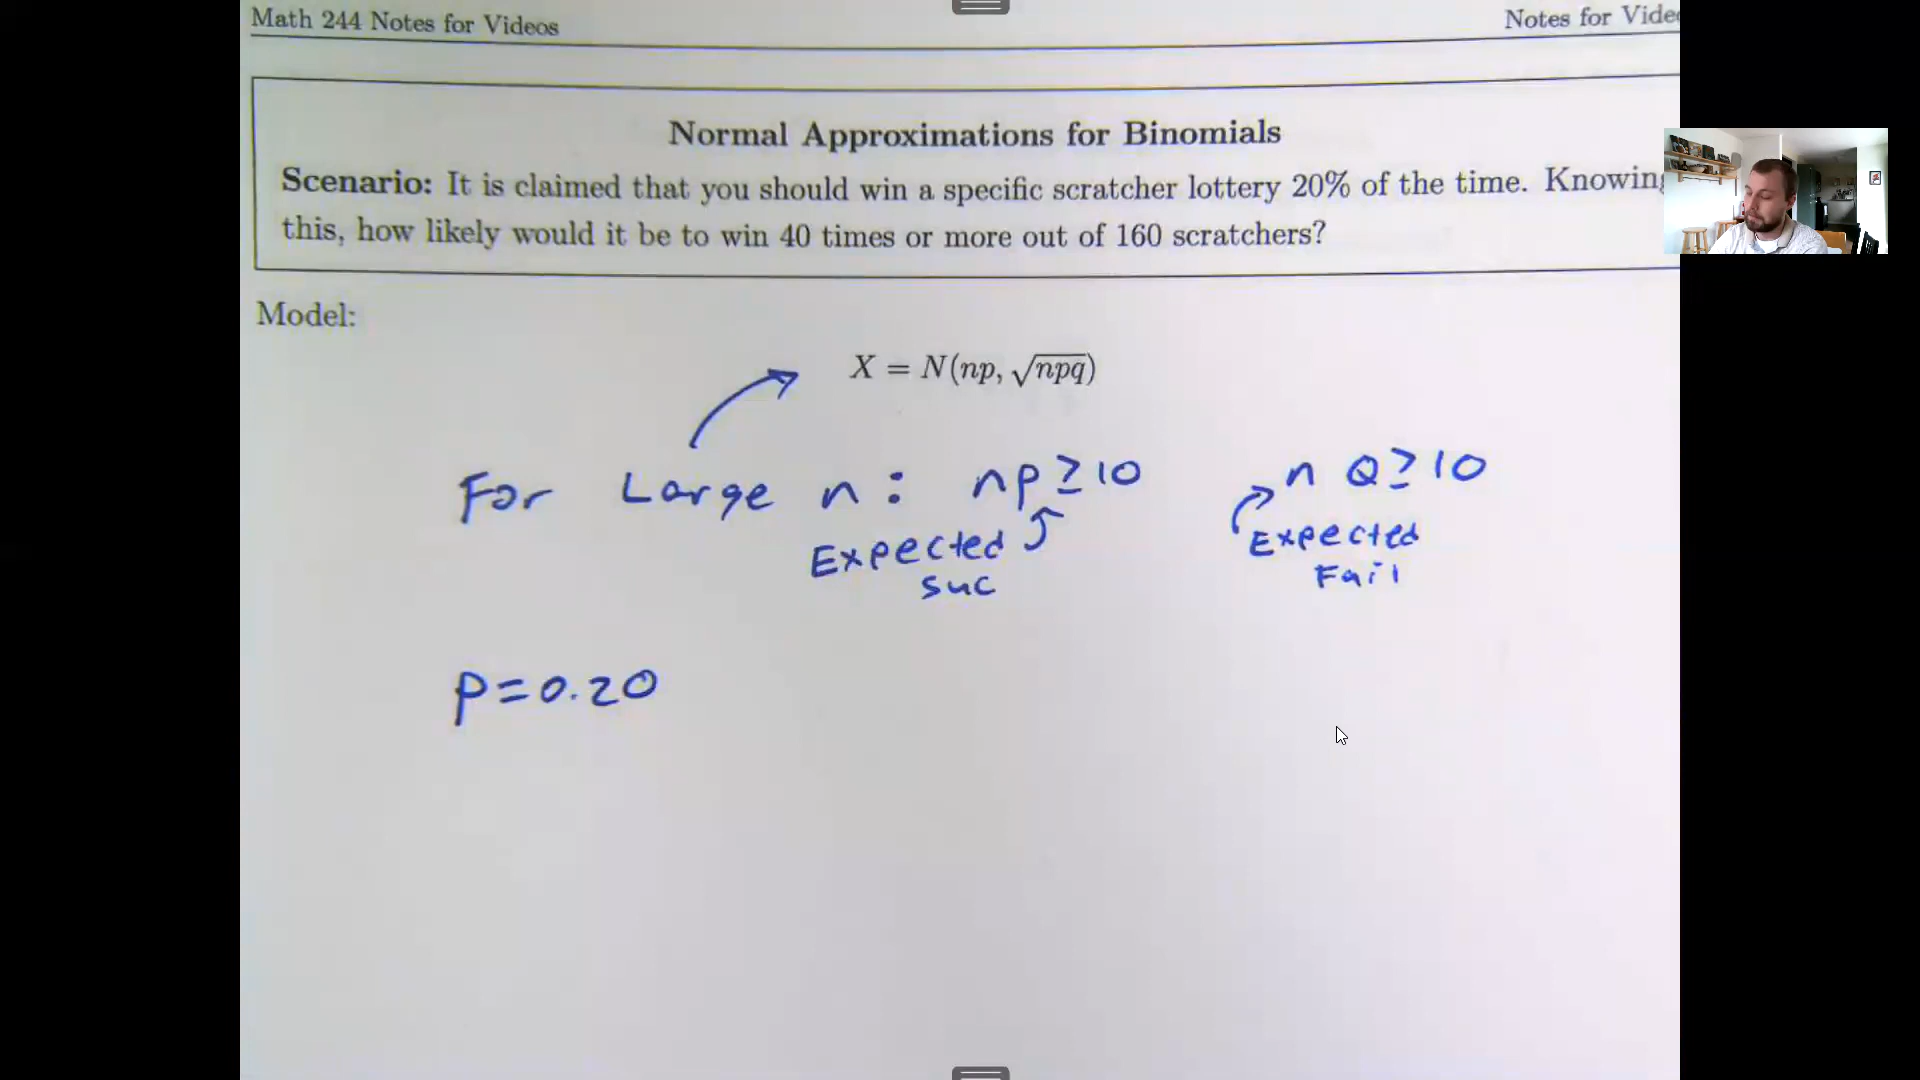 Math 244 Notes for Videos
Notes for Vide
Normal Approximations for Binomials
Scenario: It is claimed that you should win a specific scratcher lottery 20% of the time. Knowing
this, how likely would it be to win 40 times or more out of 160 scratchers?
Model:
X = N(np, √npq)
For Large n: np ≥ 10 n Q ≥ 10
Expected Expected
Suc Fail
P = 0.20